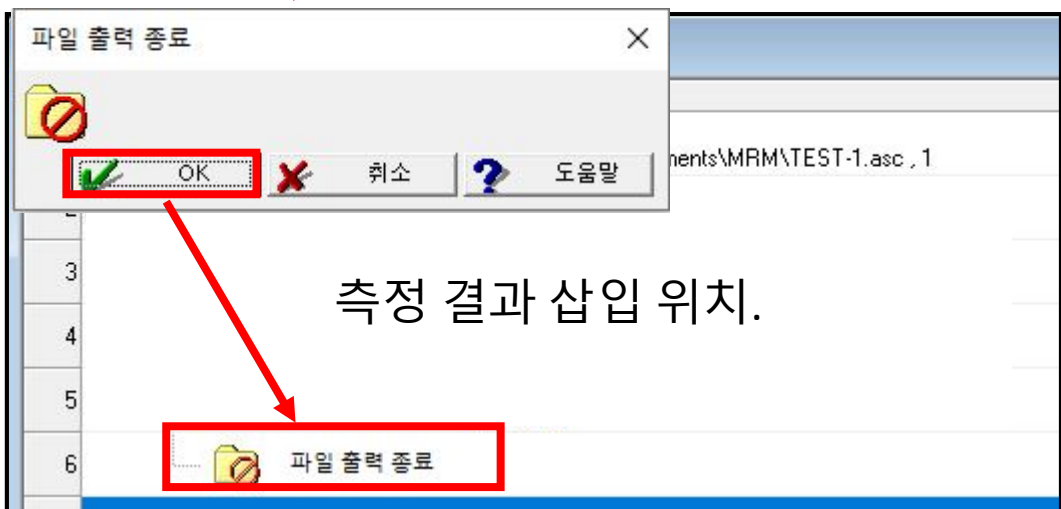 파일 출력 종료
OK
취소
도움말
ments\MRM\TEST-1.asc , 1
3
측정 결과 삽입 위치.
4
5
6
파일 출력 종료